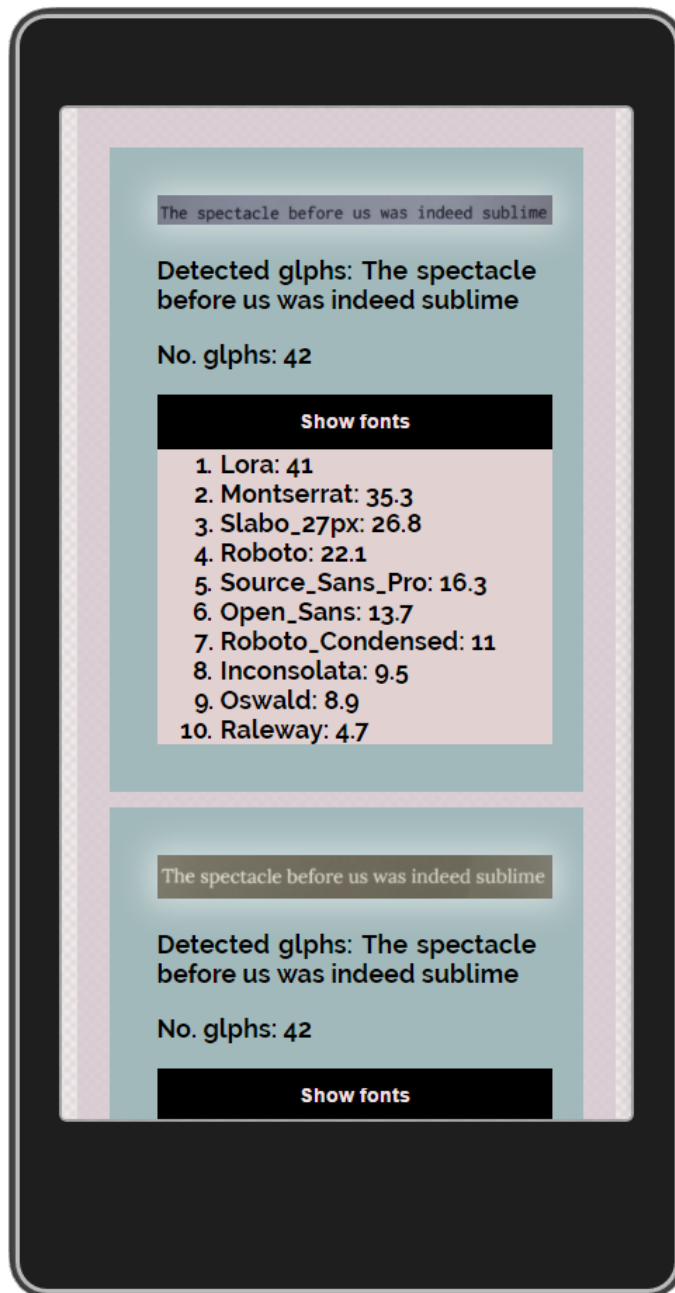 The spectacle before us was indeed sublime
Detected glphs: The spectacle
before us was indeed sublime
No. glphs: 42
Show fonts
1. Lora: 41
2. Montserrat: 35.3
3. Slabo_27px: 26.8
4. Roboto: 22.1
5. Source_Sans_Pro: 16.3
6. Open_Sans: 13.7
7. Roboto_Condensed: 11
8. Inconsolata: 9.5
9. Oswald: 8.9
10. Raleway: 4.7
The spectacle before us was indeed sublime
Detected glphs: The spectacle
before us was indeed sublime
No. glphs: 42
Show fonts